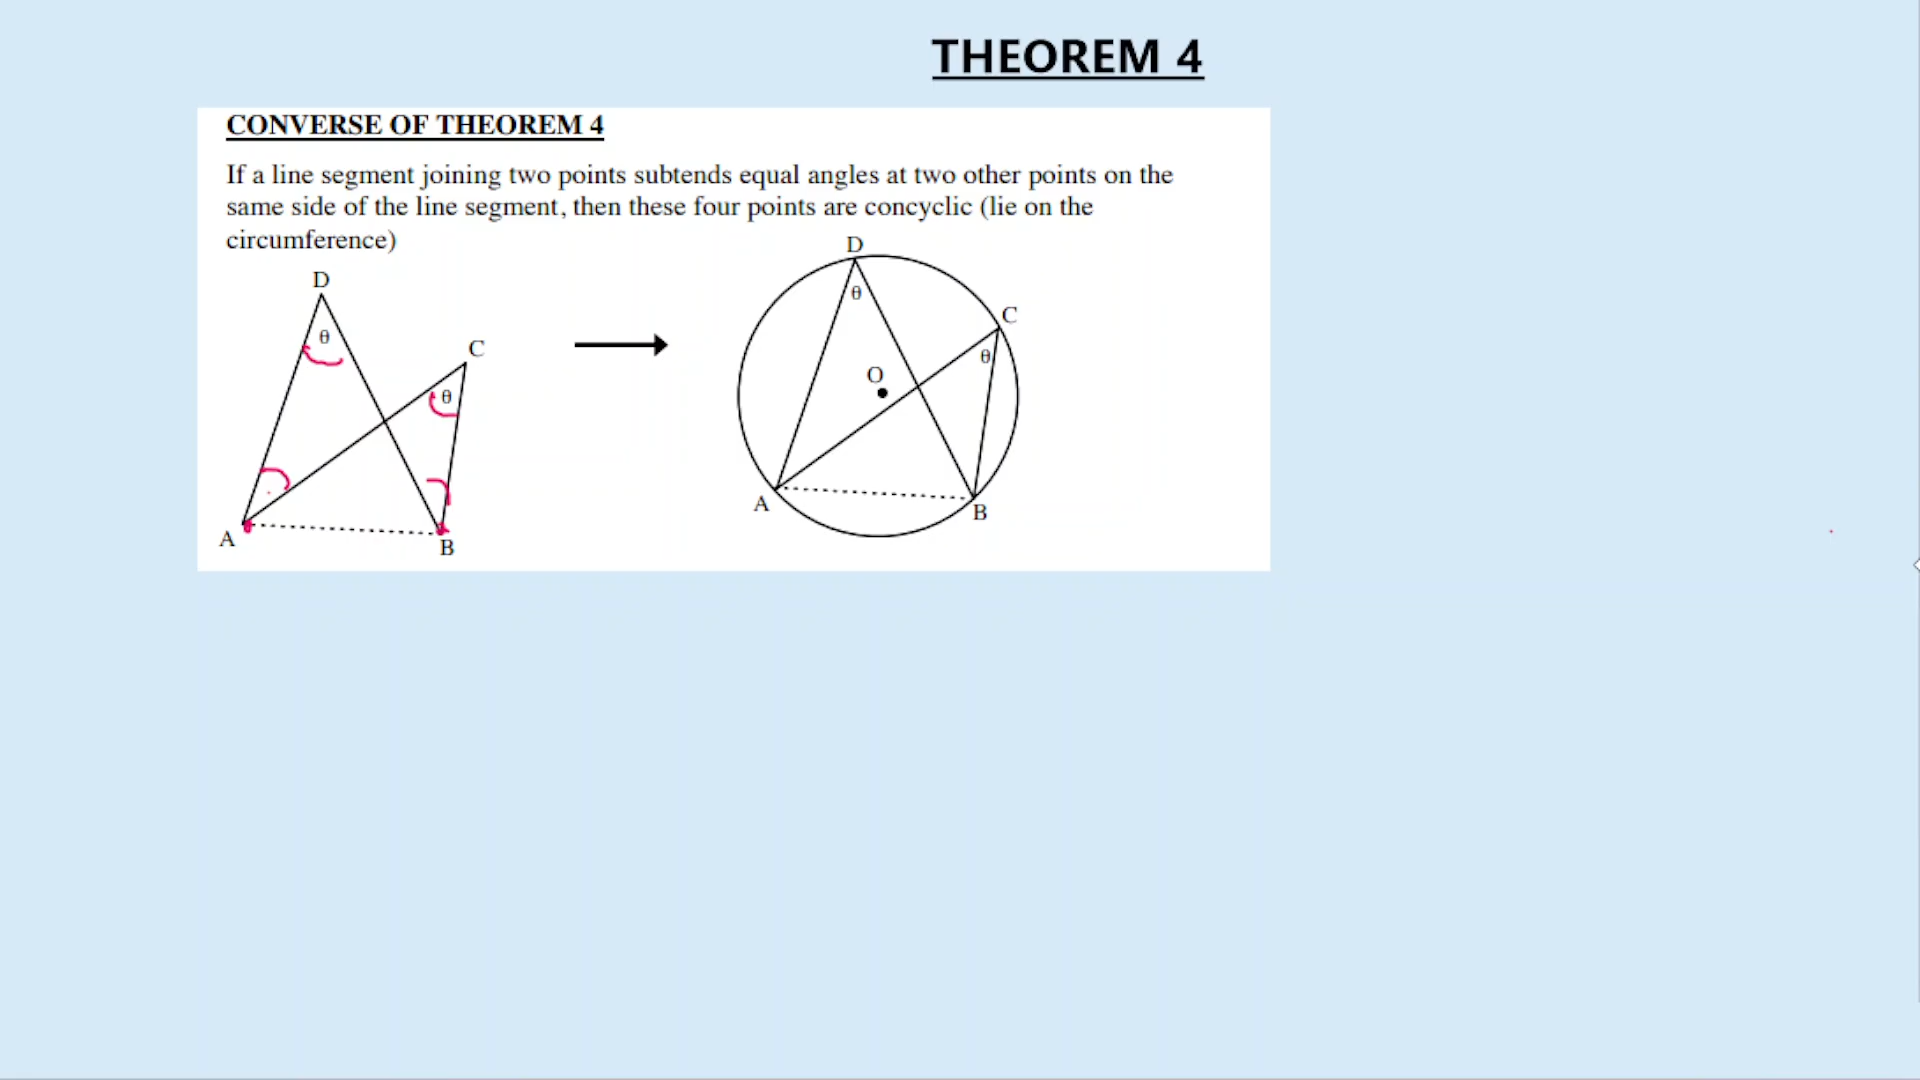 THEOREM 4
CONVERSE OF THEOREM 4
If a line segment joining two points subtends equal angles at two other points on the
same side of the line segment, then these four points are concyclic (lie on the
circumference)
D
θ
C
θ
A
B
D
θ
C
θ
O
A
B